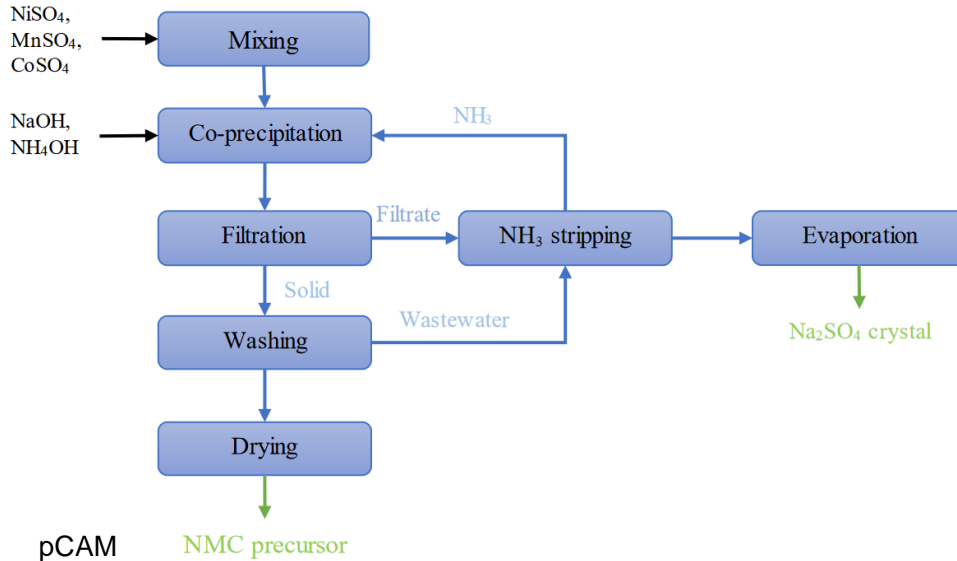 NiSO₄,
MnSO₄,
CoSO₄
Mixing
NaOH,
NH₄OH
Co-precipitation
NH₃
Filtration
Filtrate
NH₃ stripping
Evaporation
Solid
Wastewater
Washing
Na₂SO₄ crystal
Drying
pCAM
NMC precursor